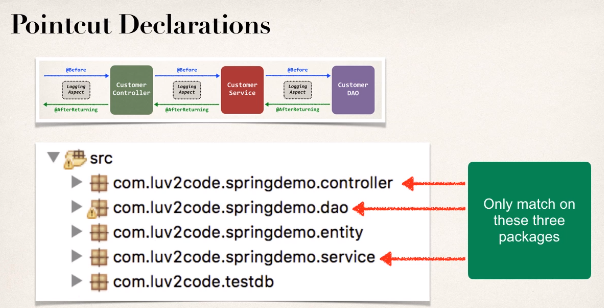 Pointcut Declarations
@Before
@Before
@Before
Customer
Controller
Customer
Service
Customer
DAO
Logging
Aspect
Logging
Aspect
Logging
Aspect
@AfterReturning
@AfterReturning
@AfterReturning
src
com.luv2code.springdemo.controller
com.luv2code.springdemo.dao
com.luv2code.springdemo.entity
com.luv2code.springdemo.service
com.luv2code.testdb
Only match on
these three
packages